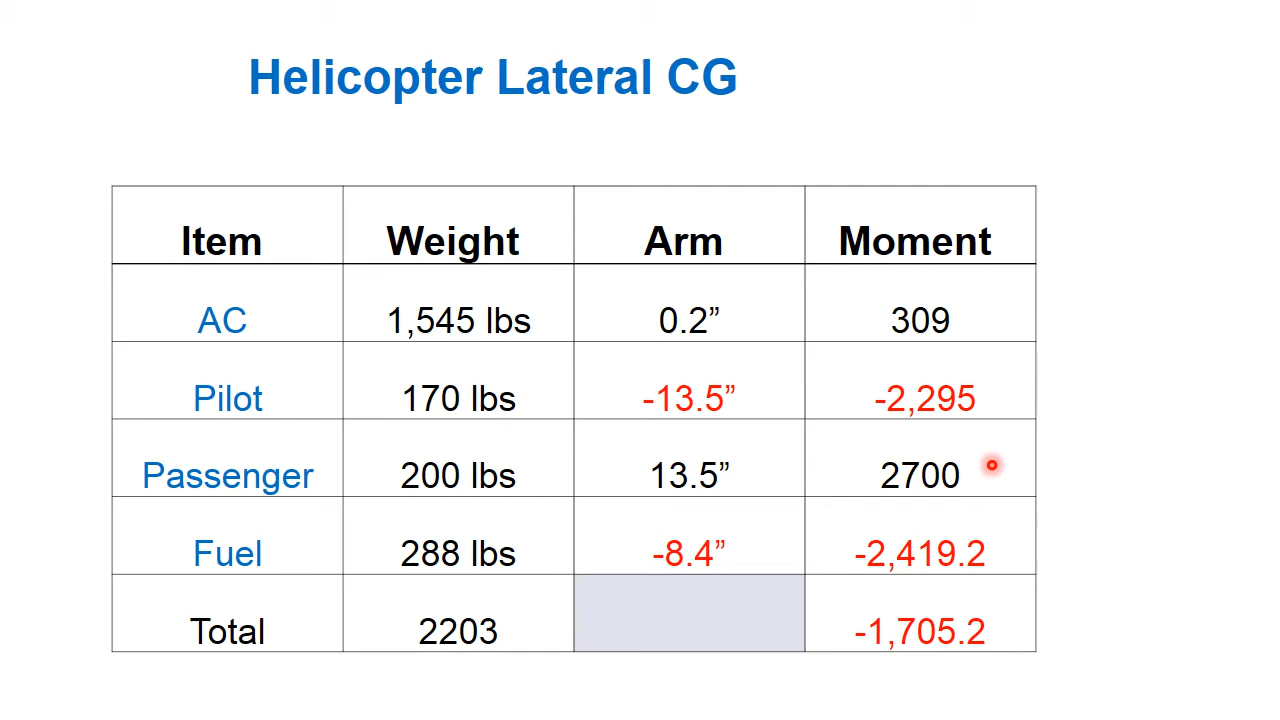 Helicopter Lateral CG
Item Weight Arm Moment
AC 1,545 lbs 0.2” 309
Pilot 170 lbs -13.5” -2,295
Passenger 200 lbs 13.5” 2700
Fuel 288 lbs -8.4” -2,419.2
Total 2203 -1,705.2